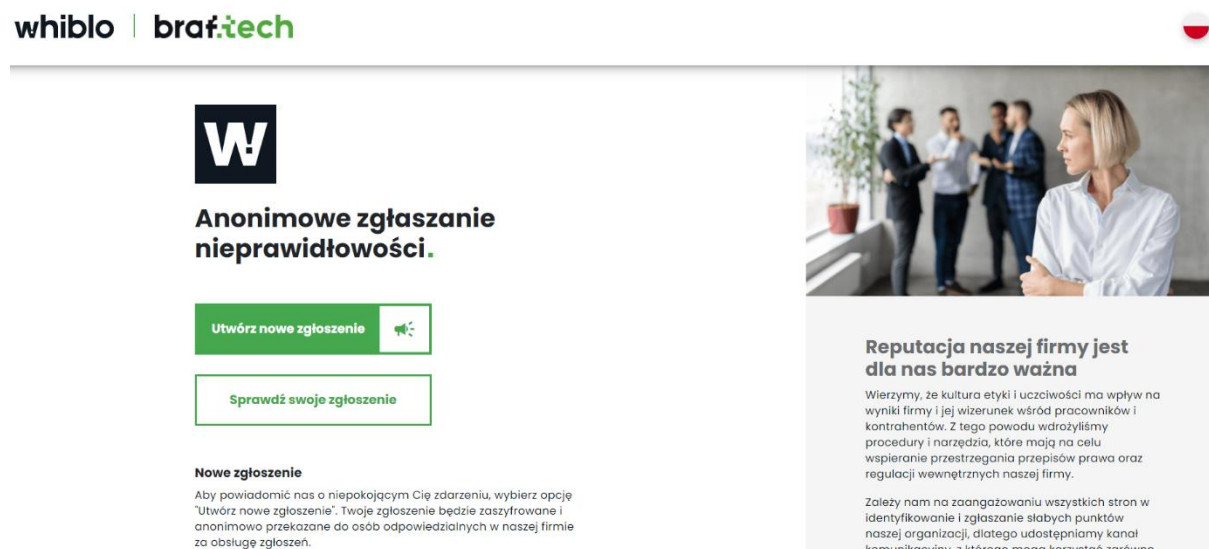 whiblo | braf.tech
W
Anonimowe zgłaszanie
nieprawidłowości.
Utwórz nowe zgłoszenie
Sprawdź swoje zgłoszenie
Nowe zgłoszenie
Aby powiadomić nas o niepokojącym Cię zdarzeniu, wybierz opcję
"Utwórz nowe zgłoszenie". Twoje zgłoszenie będzie zaszyfrowane i
anonimowo przekazane do osób odpowiedzialnych w naszej firmie
za obsługę zgłoszeń.
Reputacja naszej firmy jest
dla nas bardzo ważna
Wierzymy, że kultura etyki i uczciwości ma wpływ na
wyniki firmy i jej wizerunek wśród pracowników i
kontrahentów. Z tego powodu wdrożyliśmy
procedury i narzędzia, które mają na celu
wspieranie przestrzegania przepisów prawa oraz
regulacji wewnętrznych naszej firmy.
Zależy nam na zaangażowaniu wszystkich stron w
identyfikowanie i zgłaszanie słabych punktów
naszej organizacji, dlatego udostępniamy kanał
komunikacyjny, z którego mogą korzystać zarówno